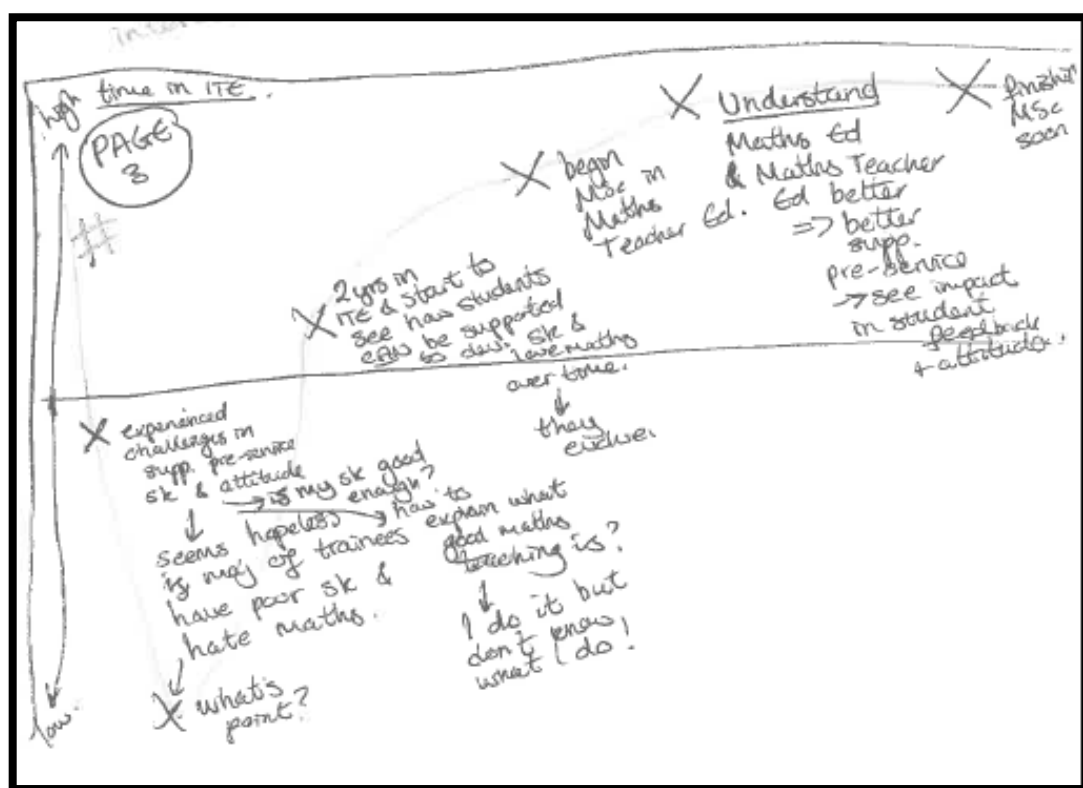 high
time in ITE.
PAGE
3
#
X experienced
challenges in
supp. pre-service
sk & attitude
→ is my sk good
enough?
↓
seems hopeless
if maj of trainees
have poor sk &
hate maths.
↓
X what's
point?
→ how to
explain what
good maths
teaching is?
↓
I do it but
don't know
what I do!
low.
X 2 yrs in
ITE & start to
see how students
CAN be supported
to dev. sk &
love maths
over time.
↓
they
evolve.
X begin
MSc in
Maths
Teacher Ed.
X Understand
Maths Ed
& Maths Teacher
Ed better
=> better
supp.
pre-service
→ see impact
in student
feedback
+ attitude.
X finishing
MSc
soon